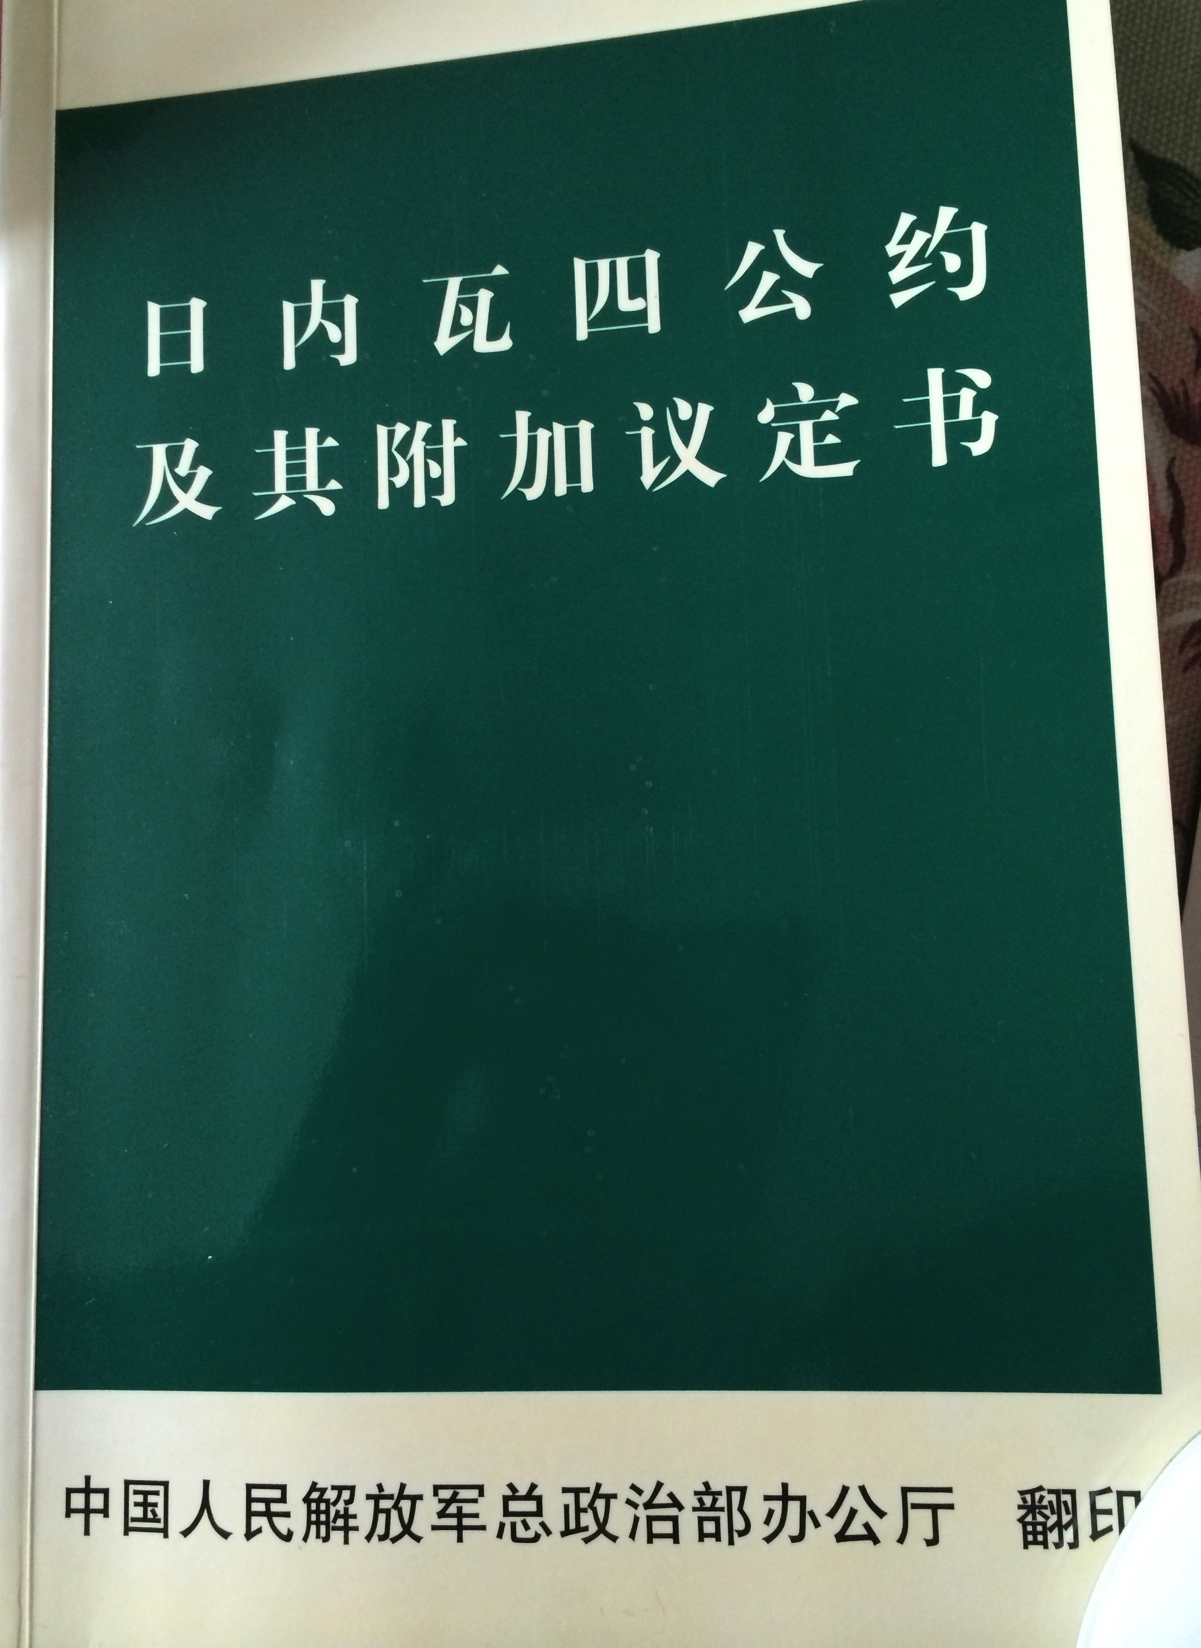 日内瓦四公约
及其附加议定书
中国人民解放军总政治部办公厅 翻印